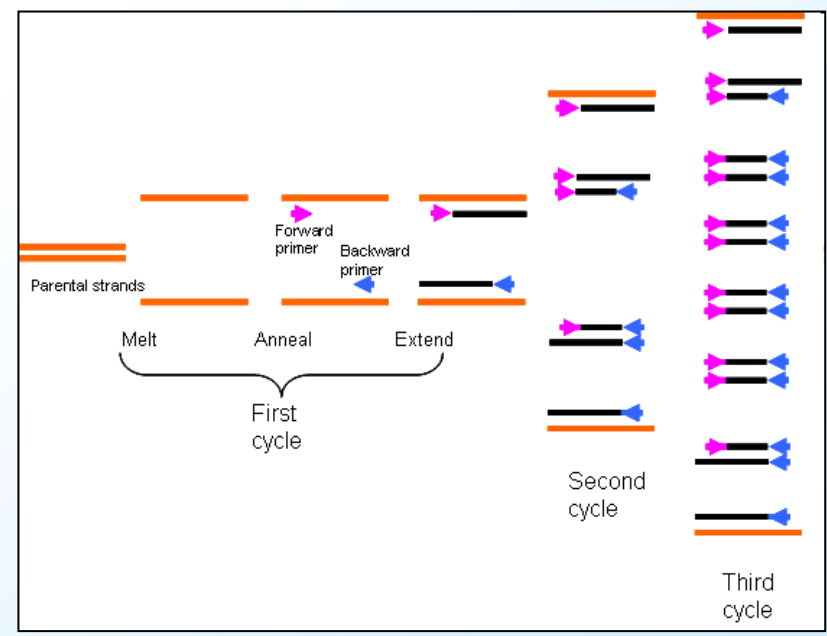 Forward
primer
Backward
primer
Parental strands
Melt
Anneal
Extend
First
cycle
Second
cycle
Third
cycle